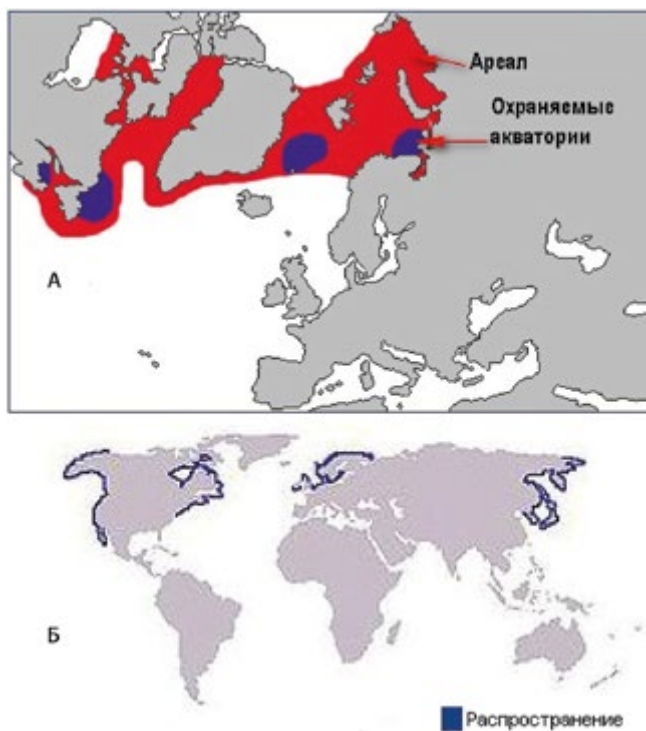 Ареал
Охраняемые
акватории
А
Б
Распространение